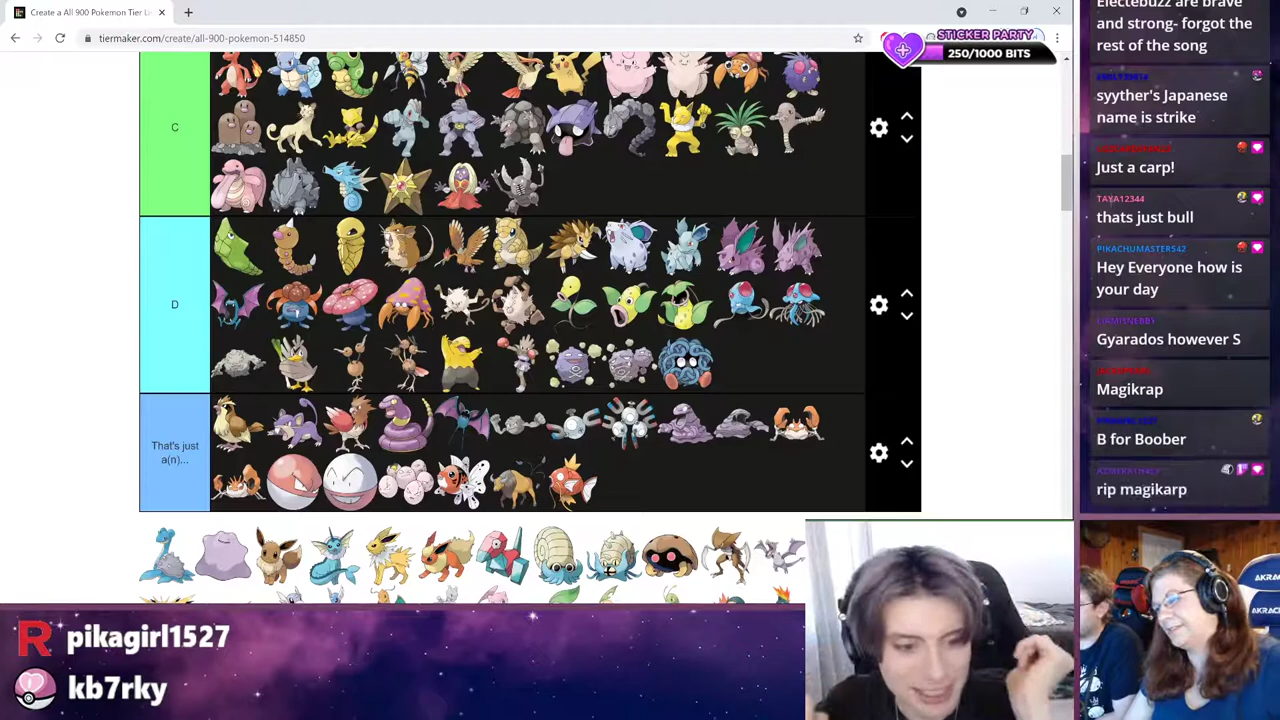 Create a All 900 Pokemon Tier Li
tiermaker.com/create/all-900-pokemon-514850
STICKER PARTY
250/1000 BITS
C
D
That's just
a(n)...
Electebuzz are brave
and strong- forgot the
rest of the song
syyther's Japanese
name is strike
Just a carp!
TAYA12344
thats just bull
PIKACHUMASTER542
Hey Everyone how is
your day
LIAMISNEBBY
Gyarados however S
Magikrap
B for Boober
rip magikarp
AKRACING
AKRA
R pikagirl1527
kb7rky